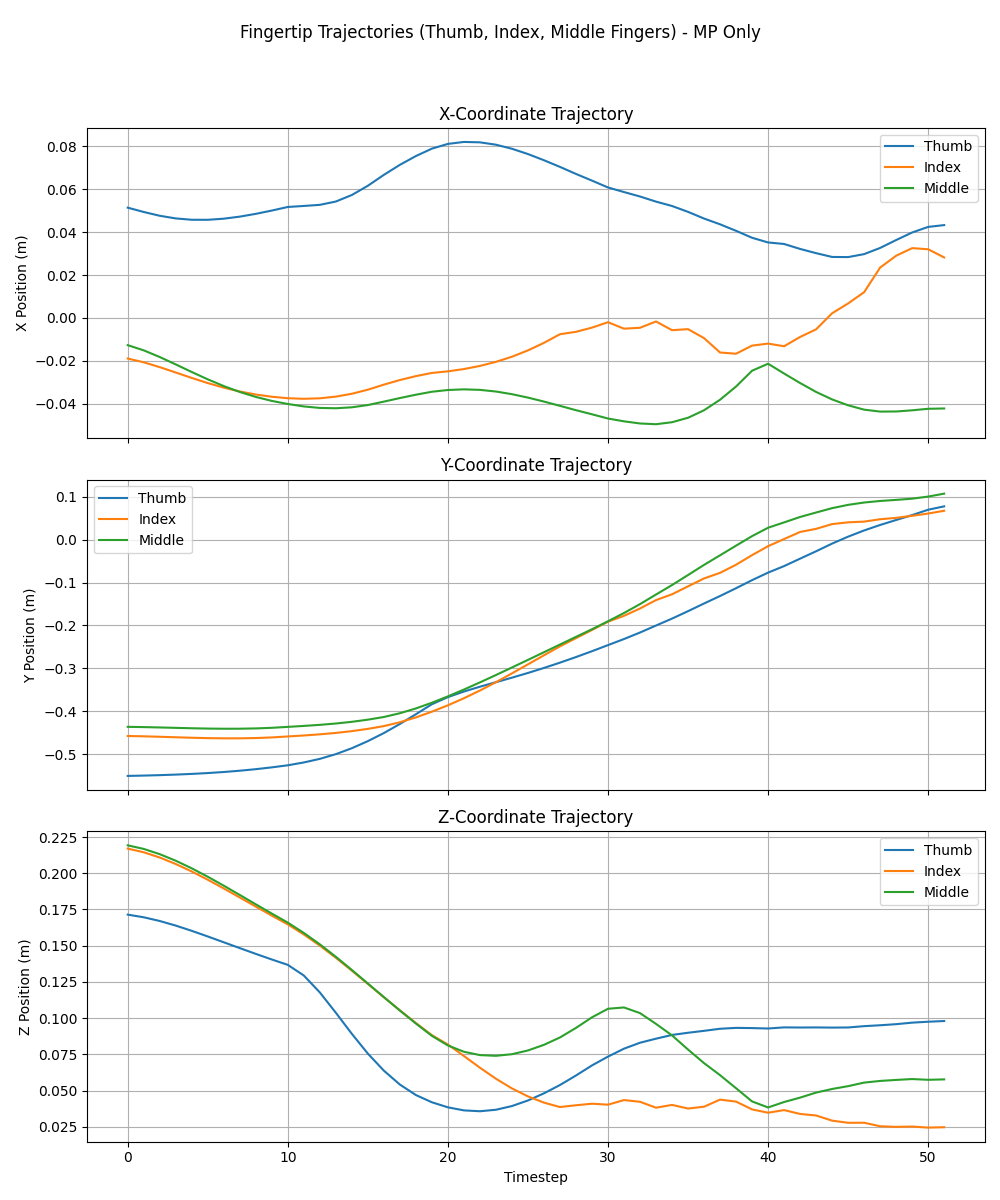 Fingertip Trajectories (Thumb, Index, Middle Fingers) - MP Only
X-Coordinate Trajectory
X Position (m)
0.08
0.06
0.04
0.02
0.00
−0.02
−0.04
Thumb
Index
Middle
Y-Coordinate Trajectory
Y Position (m)
0.1
0.0
−0.1
−0.2
−0.3
−0.4
−0.5
Thumb
Index
Middle
Z-Coordinate Trajectory
Z Position (m)
0.225
0.200
0.175
0.150
0.125
0.100
0.075
0.050
0.025
Thumb
Index
Middle
0 10 20 30 40 50
Timestep